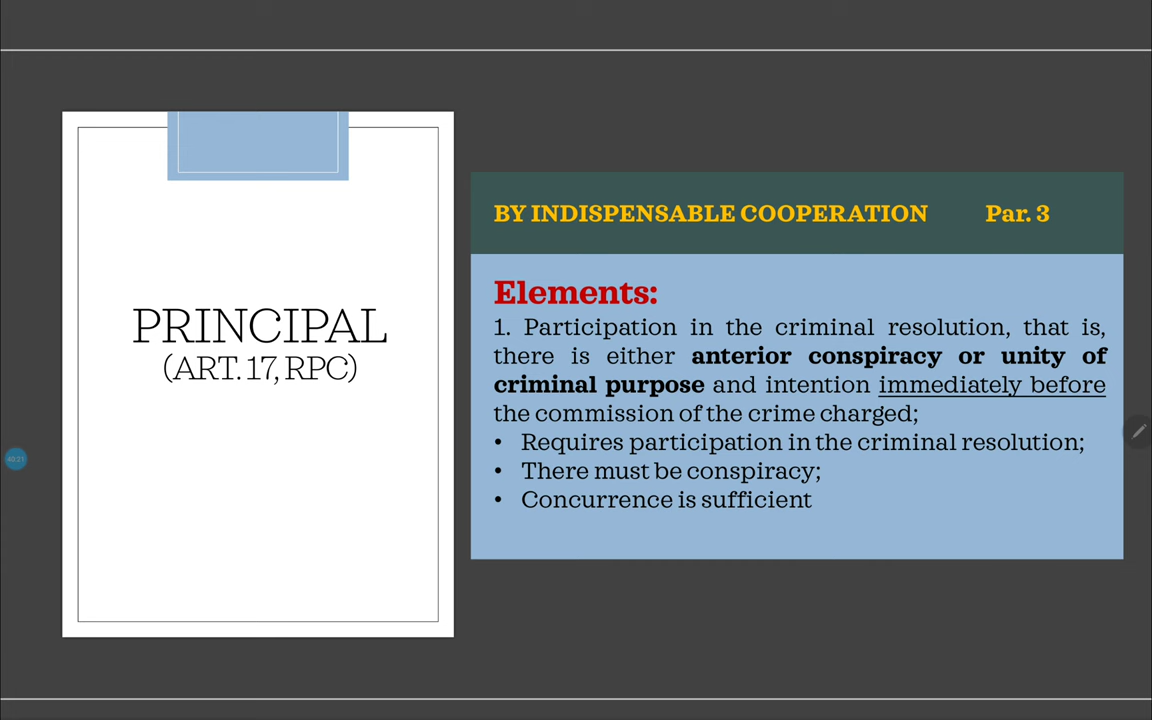 PRINCIPAL
(ART. 17, RPC)
BY INDISPENSABLE COOPERATION Par. 3
Elements:
1. Participation in the criminal resolution, that is,
there is either anterior conspiracy or unity of
criminal purpose and intention immediately before
the commission of the crime charged;
• Requires participation in the criminal resolution;
• There must be conspiracy;
• Concurrence is sufficient
40:21